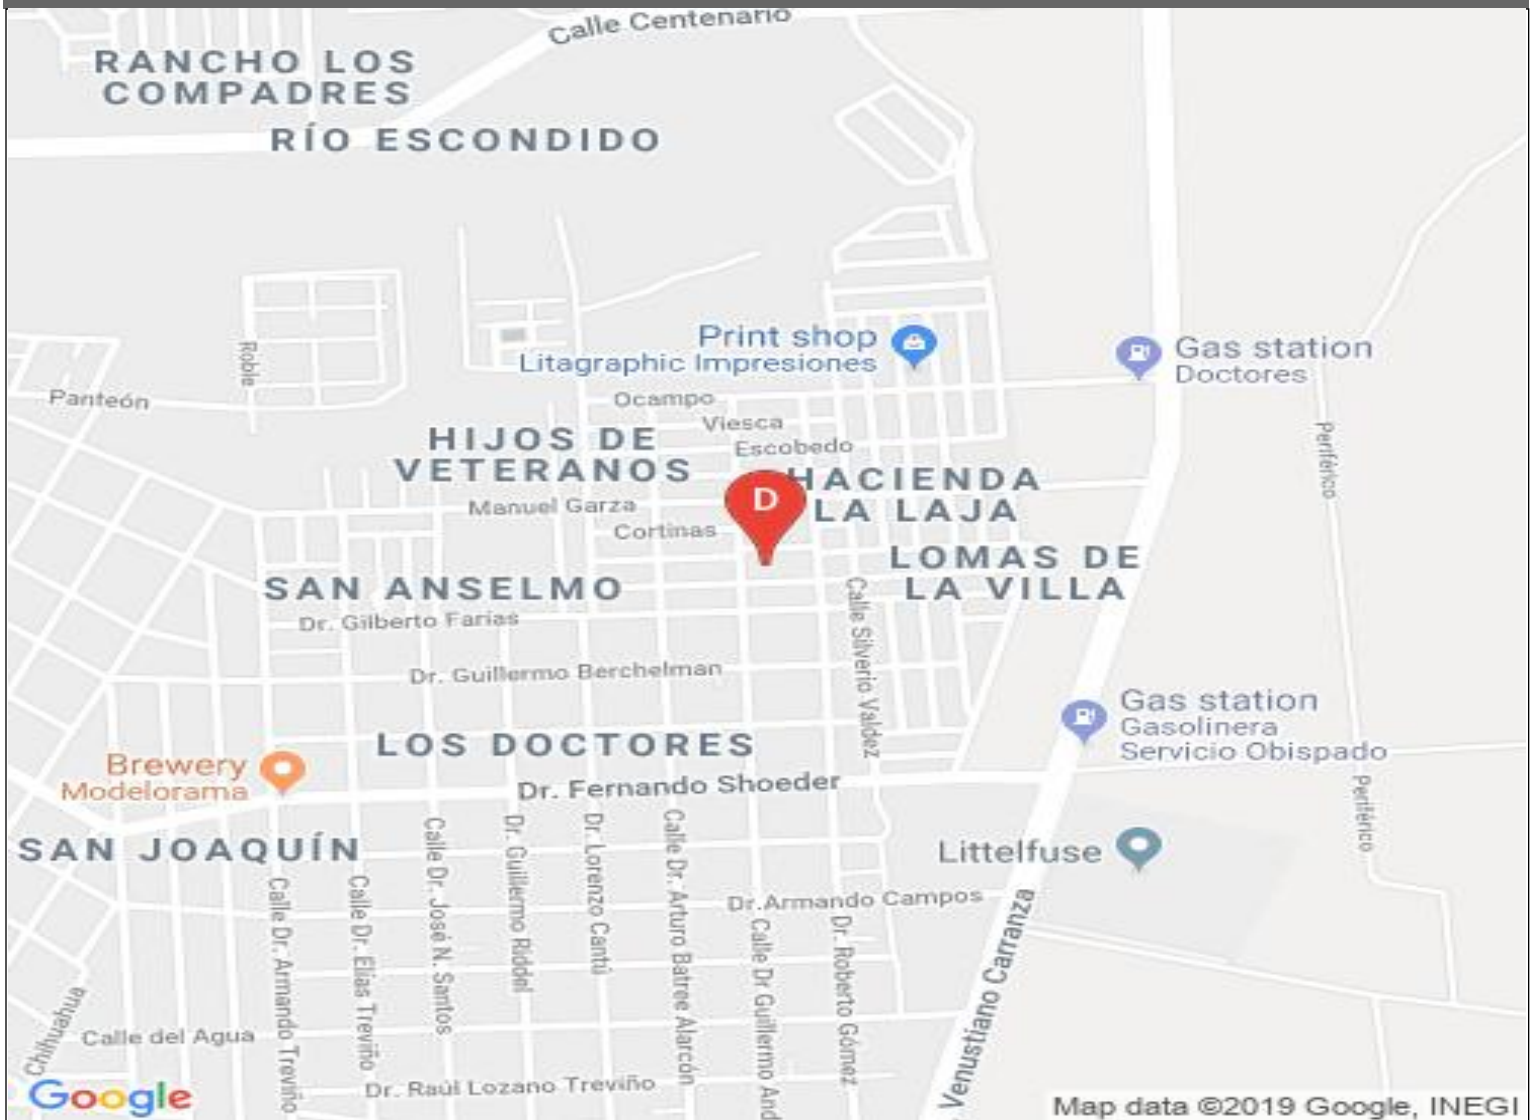 Calle Centenario
RANCHO LOS
COMPADRES
RÍO ESCONDIDO
Print shop
Litagraphic Impresiones
Gas station
Doctores
Roble
Panteón
Ocampo
Viesca
Escobedo
HIJOS DE
VETERANOS
Periférico
HACIENDA
LA LAJA
D
Manuel Garza
Cortinas
LOMAS DE
LA VILLA
SAN ANSELMO
Dr. Gilberto Farías
Calle Silverio Valdez
Dr. Guillermo Berchelman
Gas station
Gasolinera
Servicio Obispado
LOS DOCTORES
Brewery
Modelorama
Dr. Fernando Shoeder
Periférico
SAN JOAQUÍN
Littelfuse
Calle Dr. Armando Treviño
Calle Dr. Elías Treviño
Calle Dr. José N. Santos
Dr. Guillermo Riddel
Dr. Lorenzo Cantú
Calle Dr. Arturo Batree Alarcón
Dr.Armando Campos
Calle Dr Guillermo And
Dr. Roberto Gómez
Venustiano Carranza
Chihuahua
Calle del Agua
Dr. Raúl Lozano Treviño
Google
Map data ©2019 Google, INEGI